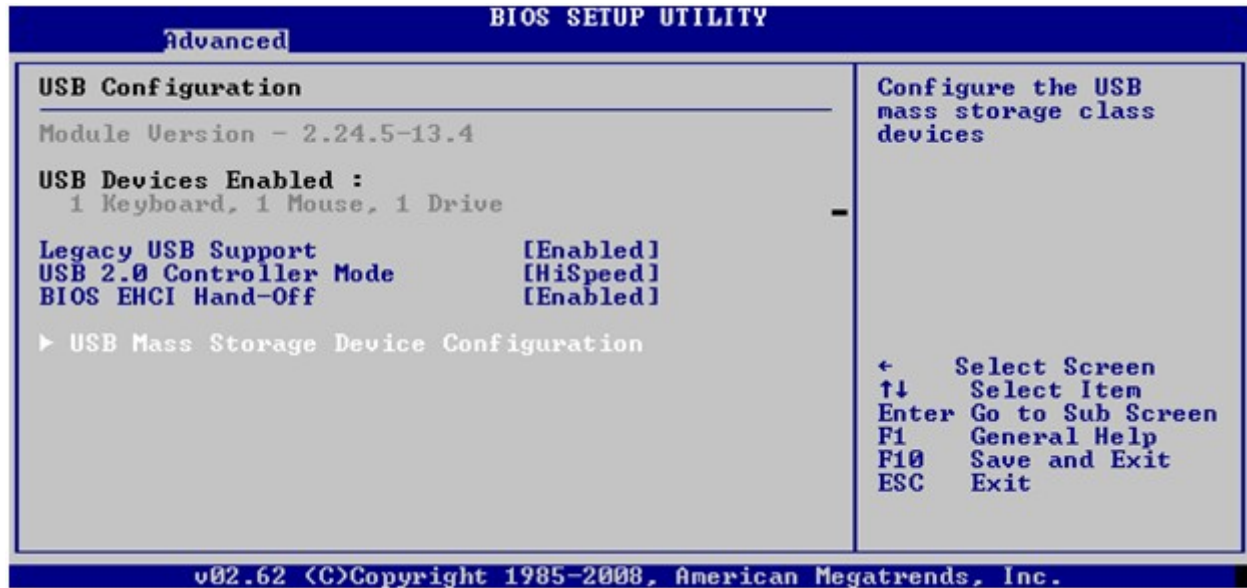 BIOS SETUP UTILITY
Advanced
USB Configuration
Module Version - 2.24.5-13.4
USB Devices Enabled :
1 Keyboard, 1 Mouse, 1 Drive
Legacy USB Support [Enabled]
USB 2.0 Controller Mode [HiSpeed]
BIOS EHCI Hand-Off [Enabled]
▶ USB Mass Storage Device Configuration
Configure the USB
mass storage class
devices
← Select Screen
↑↓ Select Item
Enter Go to Sub Screen
F1 General Help
F10 Save and Exit
ESC Exit
v02.62 (C)Copyright 1985-2008, American Megatrends, Inc.